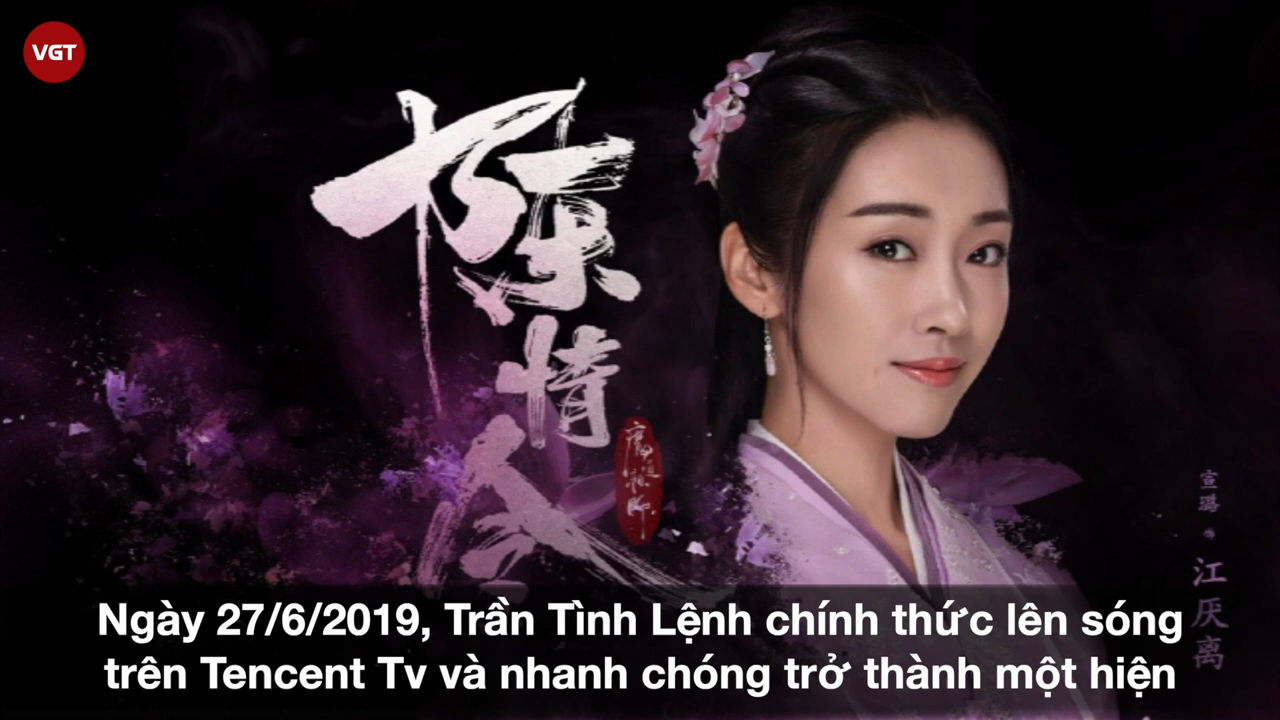 VGT
陈情令
宣璐
江厌离
Ngày 27/6/2019, Trần Tình Lệnh chính thức lên sóng
trên Tencent Tv và nhanh chóng trở thành một hiện